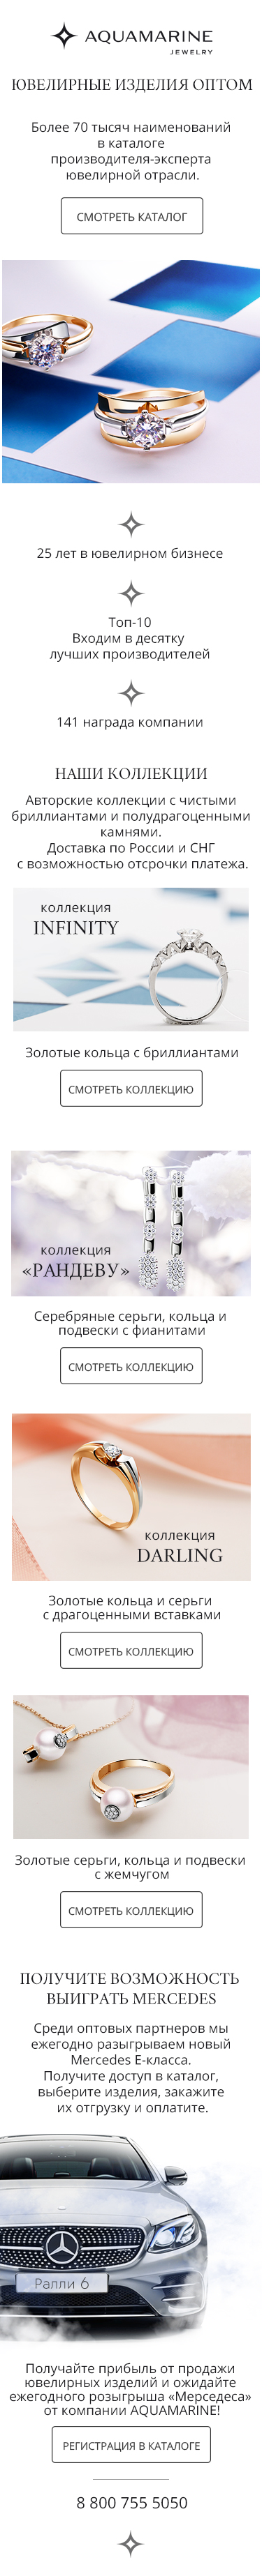 AQUAMARINE
JEWELRY
ЮВЕЛИРНЫЕ ИЗДЕЛИЯ ОПТОМ
Более 70 тысяч наименований
в каталоге
производителя-эксперта
ювелирной отрасли.
СМОТРЕТЬ КАТАЛОГ
25 лет в ювелирном бизнесе
Топ-10
Входим в десятку
лучших производителей
141 награда компании
НАШИ КОЛЛЕКЦИИ
Авторские коллекции с чистыми
бриллиантами и полудрагоценными
камнями.
Доставка по России и СНГ
с возможностью отсрочки платежа.
коллекция
INFINITY
Золотые кольца с бриллиантами
СМОТРЕТЬ КОЛЛЕКЦИЮ
коллекция
«РАНДЕВУ»
Серебряные серьги, кольца и
подвески с фианитами
СМОТРЕТЬ КОЛЛЕКЦИЮ
коллекция
DARLING
Золотые кольца и серьги
с драгоценными вставками
СМОТРЕТЬ КОЛЛЕКЦИЮ
Золотые серьги, кольца и подвески
с жемчугом
СМОТРЕТЬ КОЛЛЕКЦИЮ
ПОЛУЧИТЕ ВОЗМОЖНОСТЬ
ВЫИГРАТЬ MERCEDES
Среди оптовых партнеров мы
ежегодно разыгрываем новый
Mercedes E-класса.
Получите доступ в каталог,
выберите изделия, закажите
их отгрузку и оплатите.
Ралли 6
Получайте прибыль от продажи
ювелирных изделий и ожидайте
ежегодного розыгрыша «Мерседеса»
от компании AQUAMARINE!
РЕГИСТРАЦИЯ В КАТАЛОГЕ
8 800 755 5050